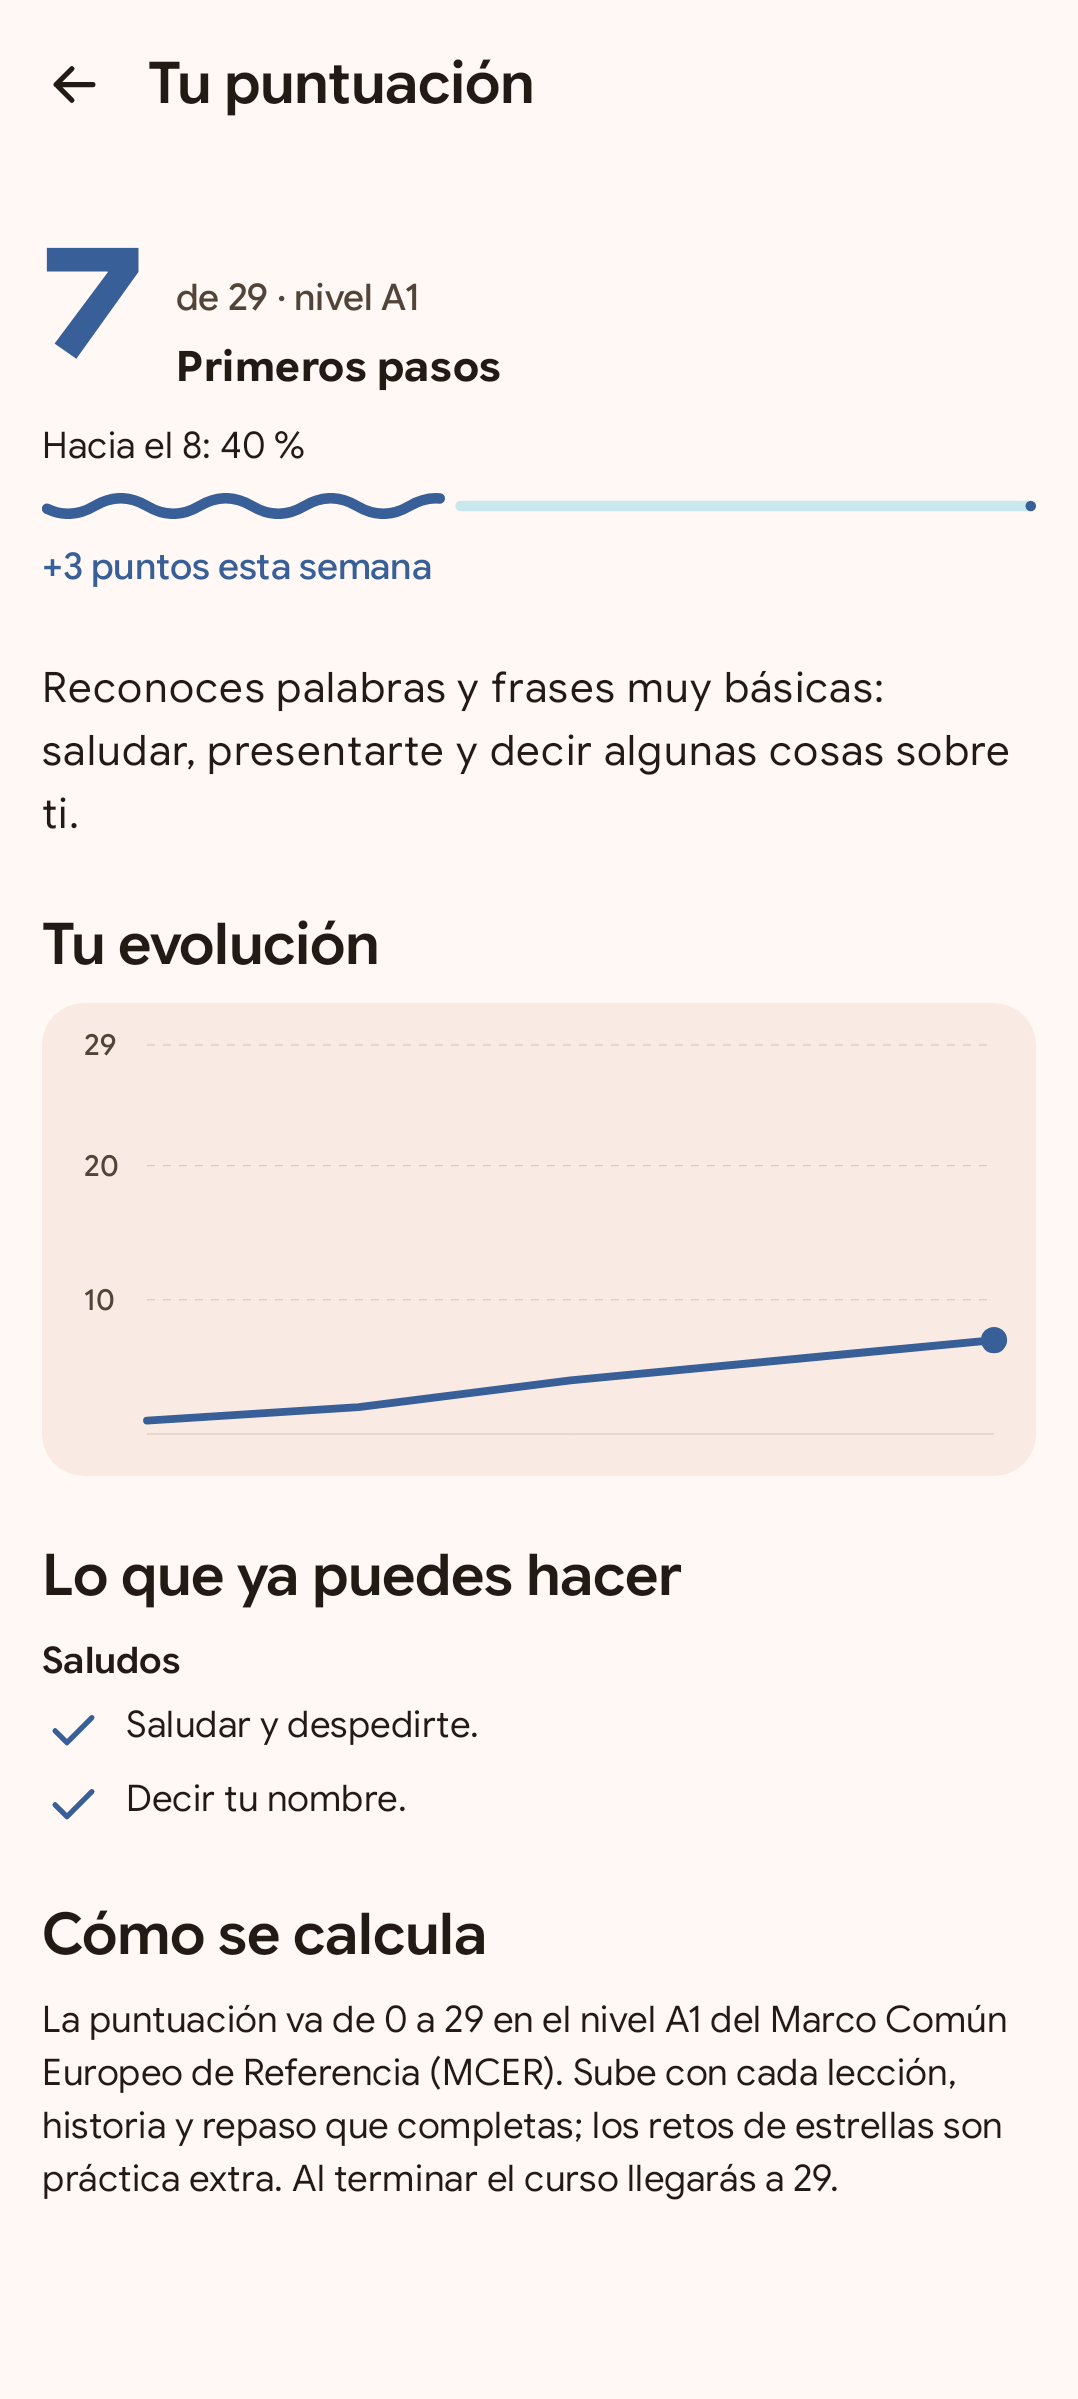 Tu puntuación
7
de 29 · nivel A1
Primeros pasos
Hacia el 8: 40 %
+3 puntos esta semana
Reconoces palabras y frases muy básicas:
saludar, presentarte y decir algunas cosas sobre
ti.
Tu evolución
29
20
10
Lo que ya puedes hacer
Saludos
Saludar y despedirte.
Decir tu nombre.
Cómo se calcula
La puntuación va de 0 a 29 en el nivel A1 del Marco Común
Europeo de Referencia (MCER). Sube con cada lección,
historia y repaso que completas; los retos de estrellas son
práctica extra. Al terminar el curso llegarás a 29.